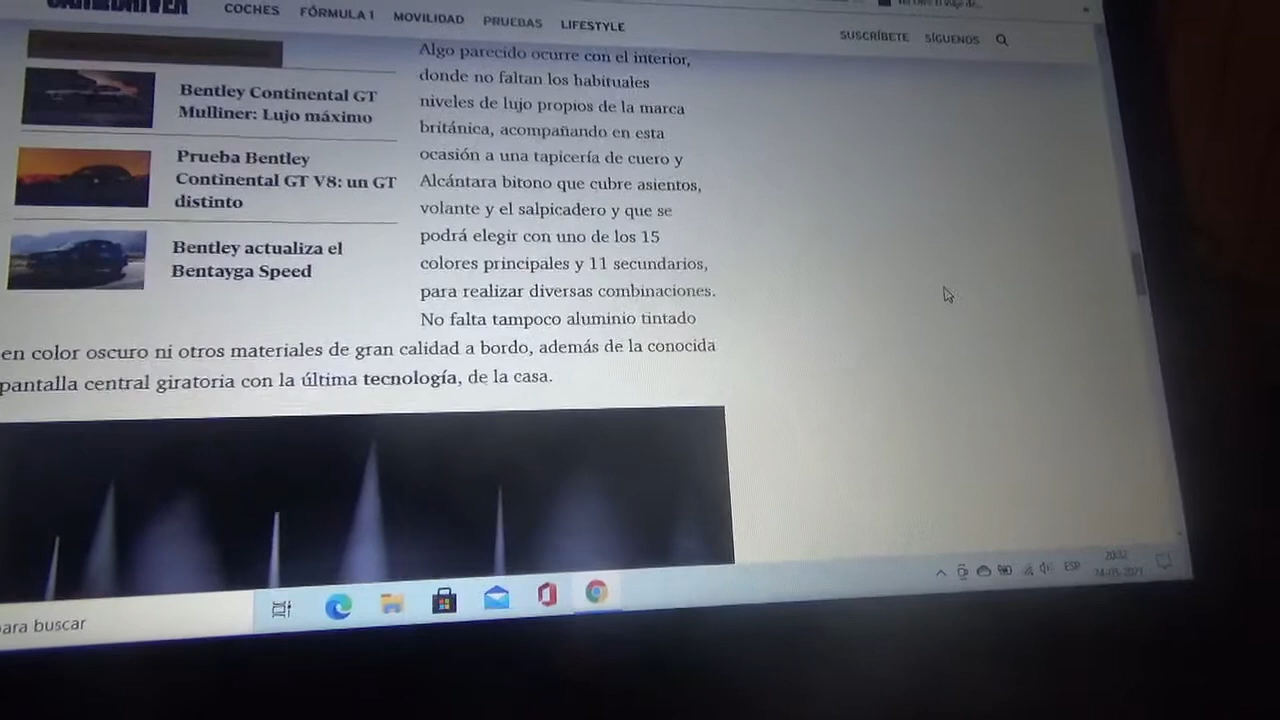 COCHES FÓRMULA 1 MOVILIDAD PRUEBAS LIFESTYLE
SUSCRÍBETE SÍGUENOS
Bentley Continental GT
Mulliner: Lujo máximo
Prueba Bentley
Continental GT V8: un GT
distinto
Bentley actualiza el
Bentayga Speed
Algo parecido ocurre con el interior,
donde no faltan los habituales
niveles de lujo propios de la marca
británica, acompañando en esta
ocasión a una tapicería de cuero y
Alcántara bitono que cubre asientos,
volante y el salpicadero y que se
podrá elegir con uno de los 15
colores principales y 11 secundarios,
para realizar diversas combinaciones.
No falta tampoco aluminio tintado
en color oscuro ni otros materiales de gran calidad a bordo, además de la conocida
pantalla central giratoria con la última tecnología, de la casa.
para buscar
ESP
20:32